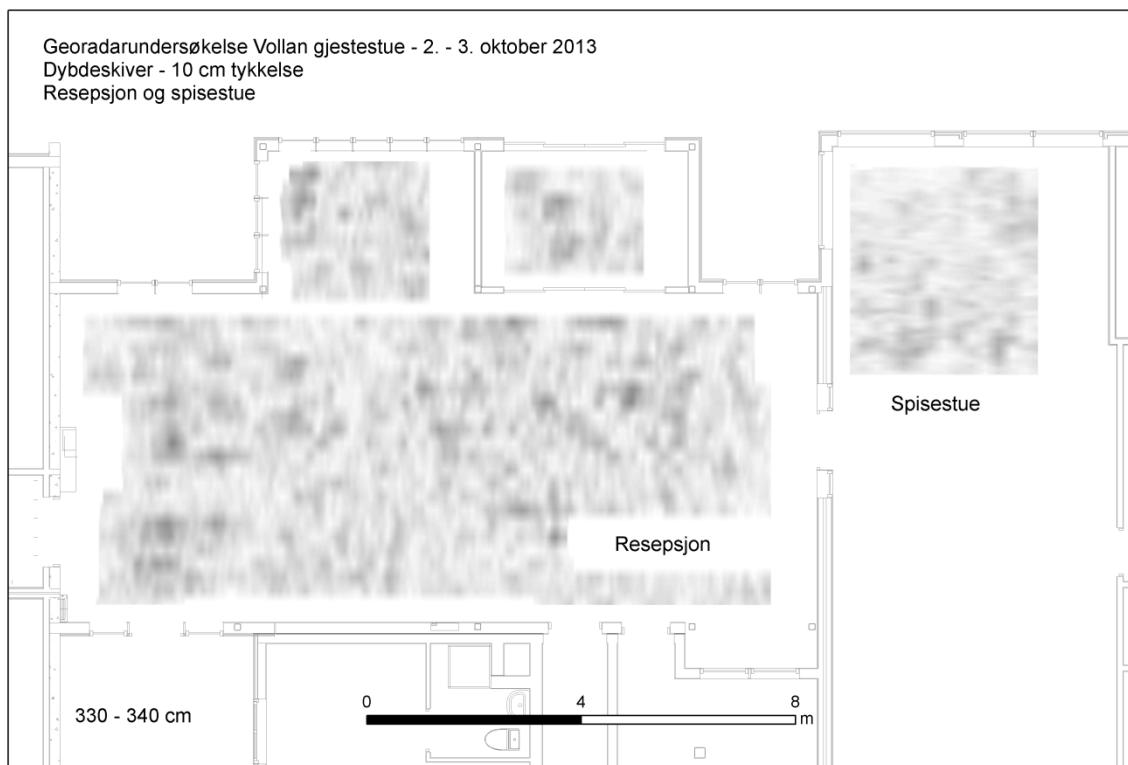 Georadarundersøkelse Vollan gjestestue - 2. - 3. oktober 2013
Dybdeskiver - 10 cm tykkelse
Resepsjon og spisestue
Spisestue
Resepsjon
330 - 340 cm
0 4 8
m